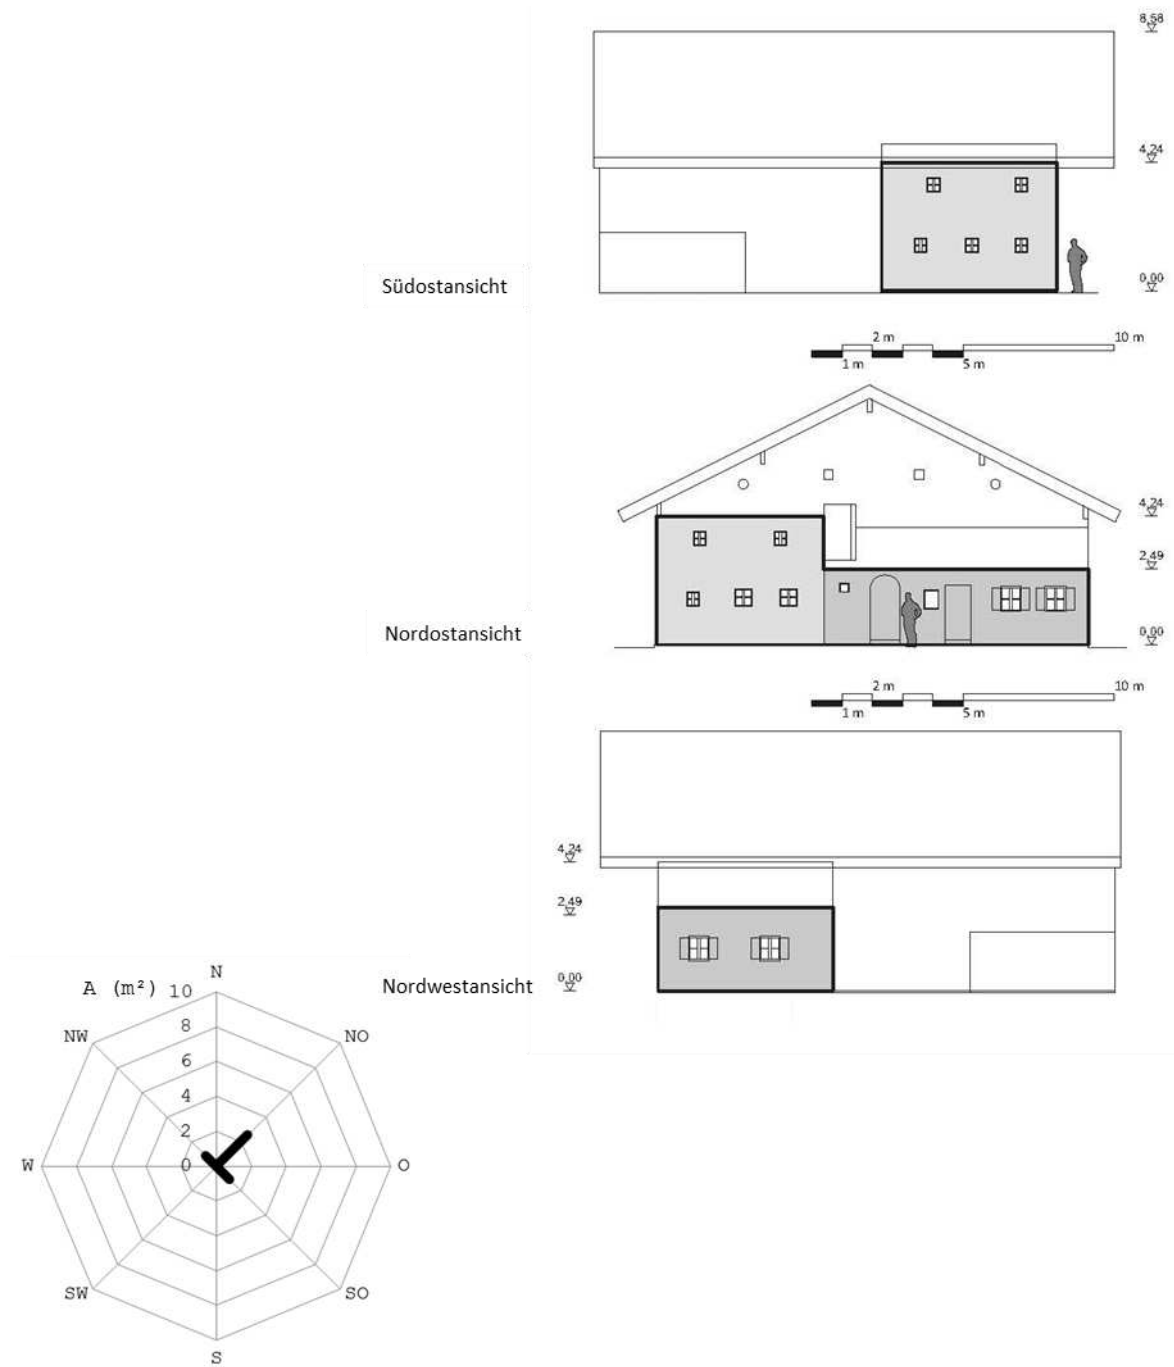 8,58
4,24
Südostansicht
0,00
2 m
10 m
1 m
5 m
4,24
2,49
Nordostansicht
0,00
2 m
10 m
1 m
5 m
4,24
2,49
Nordwestansicht
0,00
N
A (m²) 10
NW
8
NO
6
4
2
W
0
O
SW
SO
S